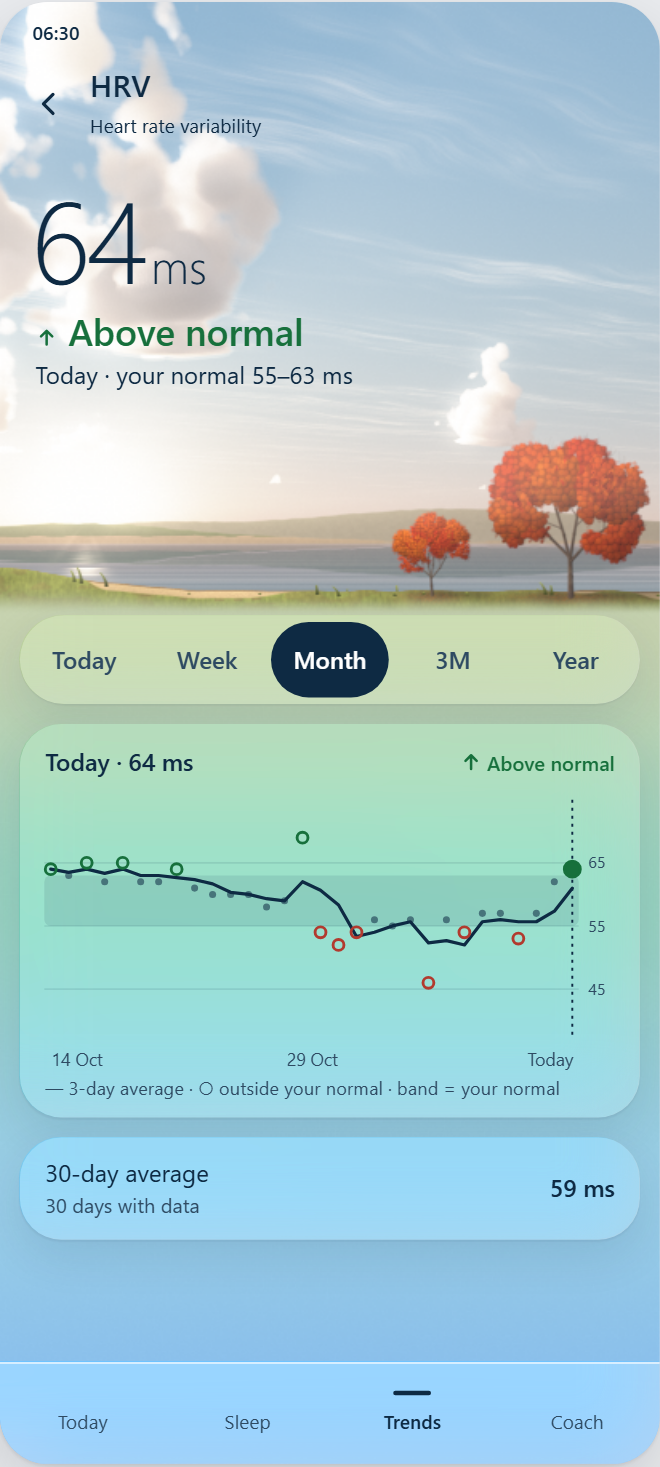 06:30
HRV
Heart rate variability
64 ms
↑ Above normal
Today · your normal 55–63 ms
Today Week Month 3M Year
Today · 64 ms ↑ Above normal
65
55
45
14 Oct 29 Oct Today
— 3-day average · ○ outside your normal · band = your normal
30-day average
30 days with data
59 ms
Today Sleep Trends Coach